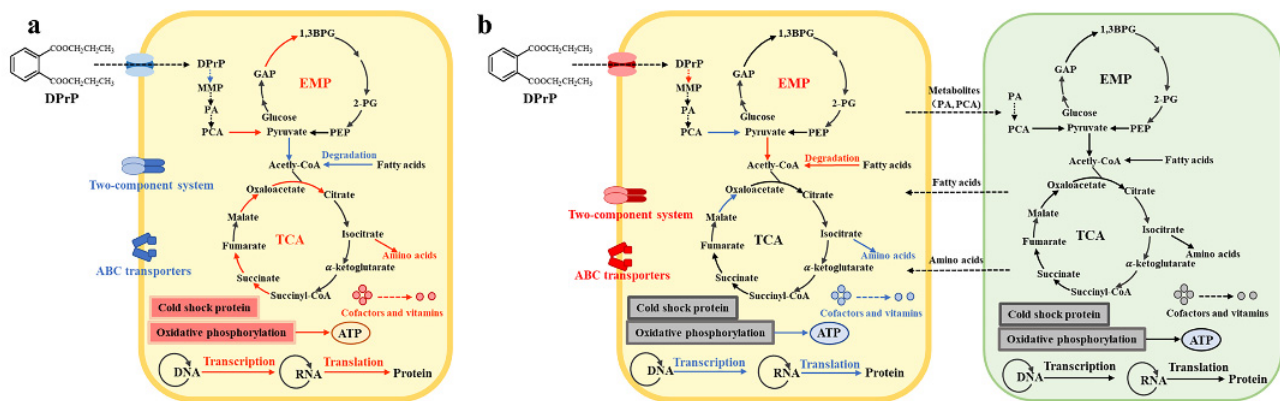 a
COOCH₂CH₂CH₃
COOCH₂CH₂CH₃
DPrP
DPrP
MMP
PA
PCA
1,3BPG
GAP
EMP
2-PG
Glucose
Pyruvate
PEP
Degradation
Acetly-CoA
Fatty acids
Two-component system
Oxaloacetate
Citrate
Malate
Isocitrate
TCA
Fumarate
Amino acids
ABC transporters
α-ketoglutarate
Succinate
Succinyl-CoA
Cold shock protein
Cofactors and vitamins
Oxidative phosphorylation
ATP
DNA
Transcription
RNA
Translation
Protein
b
COOCH₂CH₂CH₃
COOCH₂CH₂CH₃
DPrP
DPrP
MMP
PA
PCA
1,3BPG
GAP
EMP
2-PG
Glucose
Pyruvate
PEP
Degradation
Acetly-CoA
Fatty acids
Two-component system
Oxaloacetate
Citrate
Malate
Isocitrate
TCA
Fumarate
Amino acids
ABC transporters
α-ketoglutarate
Succinate
Succinyl-CoA
Cold shock protein
Cofactors and vitamins
Oxidative phosphorylation
ATP
DNA
Transcription
RNA
Translation
Protein
Metabolites
(PA, PCA)
Fatty acids
Amino acids
PA
PCA
1,3BPG
GAP
EMP
2-PG
Glucose
Pyruvate
PEP
Acetly-CoA
Fatty acids
Oxaloacetate
Citrate
Malate
Isocitrate
TCA
Fumarate
Amino acids
α-ketoglutarate
Succinate
Succinyl-CoA
Cold shock protein
Cofactors and vitamins
Oxidative phosphorylation
ATP
DNA
Transcription
RNA
Translation
Protein